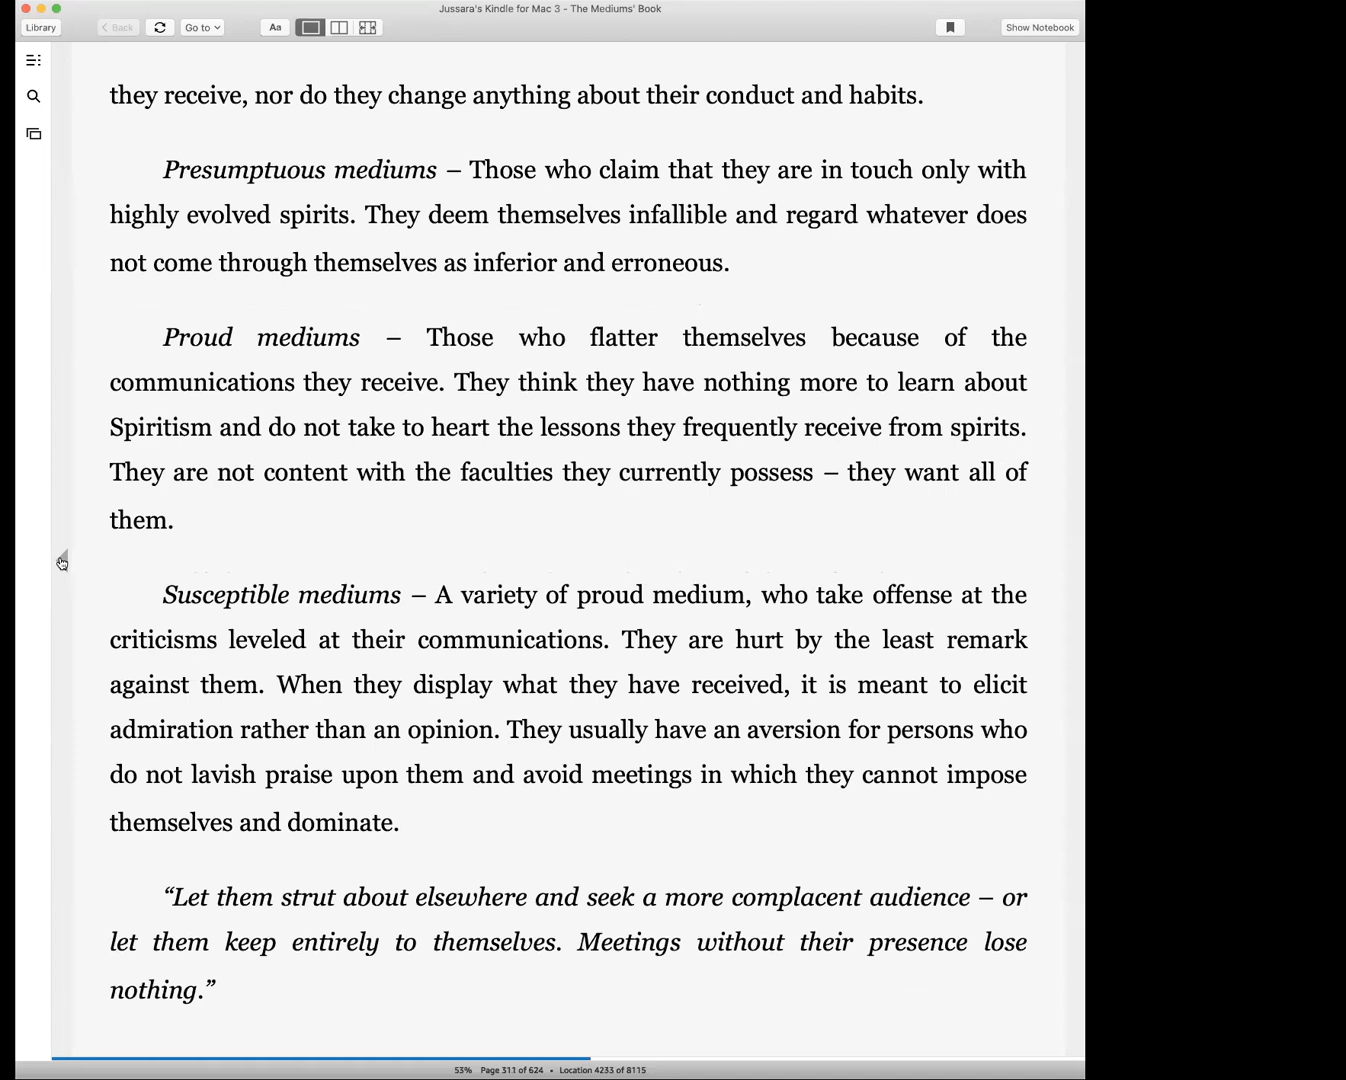 Jussara's Kindle for Mac 3 - The Mediums' Book
Library
Back
Go to
Aa
Show Notebook
they receive, nor do they change anything about their conduct and habits.
Presumptuous mediums – Those who claim that they are in touch only with
highly evolved spirits. They deem themselves infallible and regard whatever does
not come through themselves as inferior and erroneous.
Proud mediums – Those who flatter themselves because of the
communications they receive. They think they have nothing more to learn about
Spiritism and do not take to heart the lessons they frequently receive from spirits.
They are not content with the faculties they currently possess – they want all of
them.
Susceptible mediums – A variety of proud medium, who take offense at the
criticisms leveled at their communications. They are hurt by the least remark
against them. When they display what they have received, it is meant to elicit
admiration rather than an opinion. They usually have an aversion for persons who
do not lavish praise upon them and avoid meetings in which they cannot impose
themselves and dominate.
“Let them strut about elsewhere and seek a more complacent audience – or
let them keep entirely to themselves. Meetings without their presence lose
nothing.”
53% Page 311 of 624 • Location 4233 of 8115